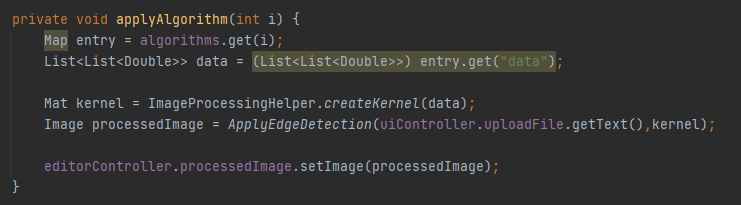 private void applyAlgorithm(int i) {
Map entry = algorithms.get(i);
List<List<Double>> data = (List<List<Double>>) entry.get("data");
Mat kernel = ImageProcessingHelper.createKernel(data);
Image processedImage = ApplyEdgeDetection(uiController.uploadFile.getText(),kernel);
editorController.processedImage.setImage(processedImage);
}